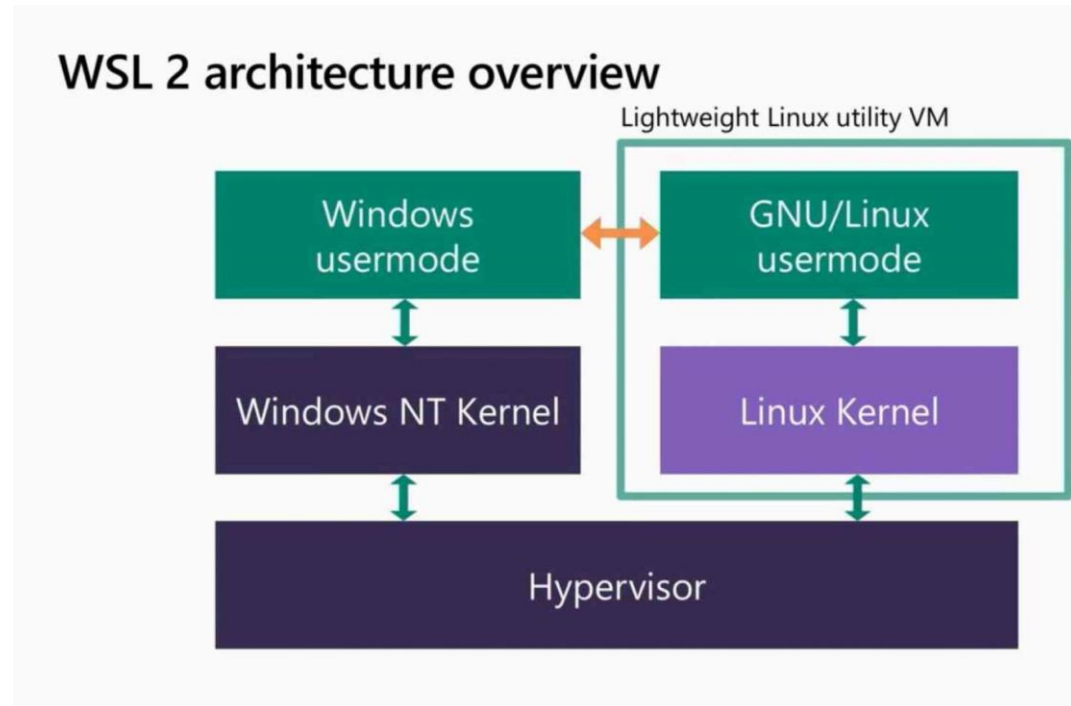 WSL 2 architecture overview
Lightweight Linux utility VM
Windows
usermode
GNU/Linux
usermode
Windows NT Kernel
Linux Kernel
Hypervisor